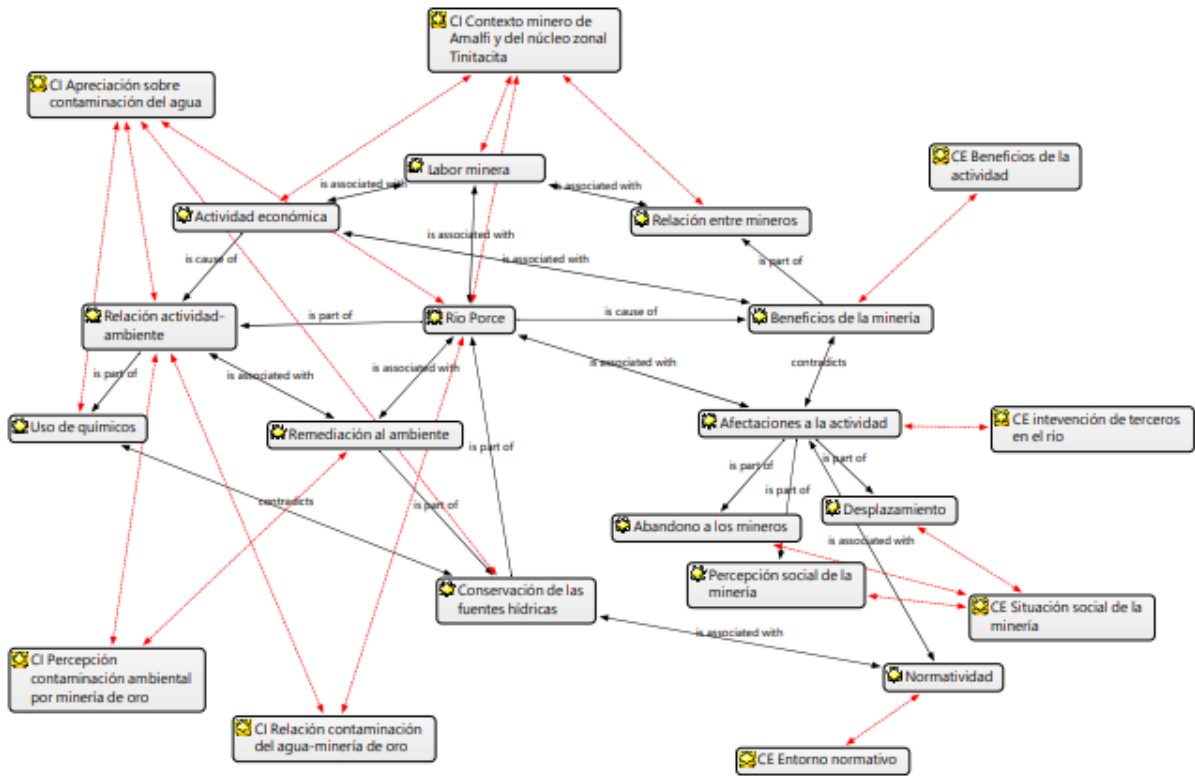 CI Contexto minero de
Amalfi y del núcleo zonal
Tinitacita
CI Apreciación sobre
contaminación del agua
CE Beneficios de la
actividad
Labor minera
is associated with
is associated with
Actividad económica
Relación entre mineros
is associated with
is cause of
is associated with
is part of
Relación actividad-
ambiente
is part of
Rio Porce
is cause of
Beneficios de la minería
is part of
is associated with
is associated with
is associated with
contradicts
Uso de químicos
Remediación al ambiente
Afectaciones a la actividad
CE intevención de terceros
en el río
is part of
is part of
is part of
is part of
contradicts
is part of
Abandono a los mineros
Desplazamiento
is associated with
Percepción social de la
minería
Conservación de las
fuentes hídricas
CE Situación social de la
minería
is associated with
CI Percepción
contaminación ambiental
por minería de oro
Normatividad
CI Relación contaminación
del agua-minería de oro
CE Entorno normativo